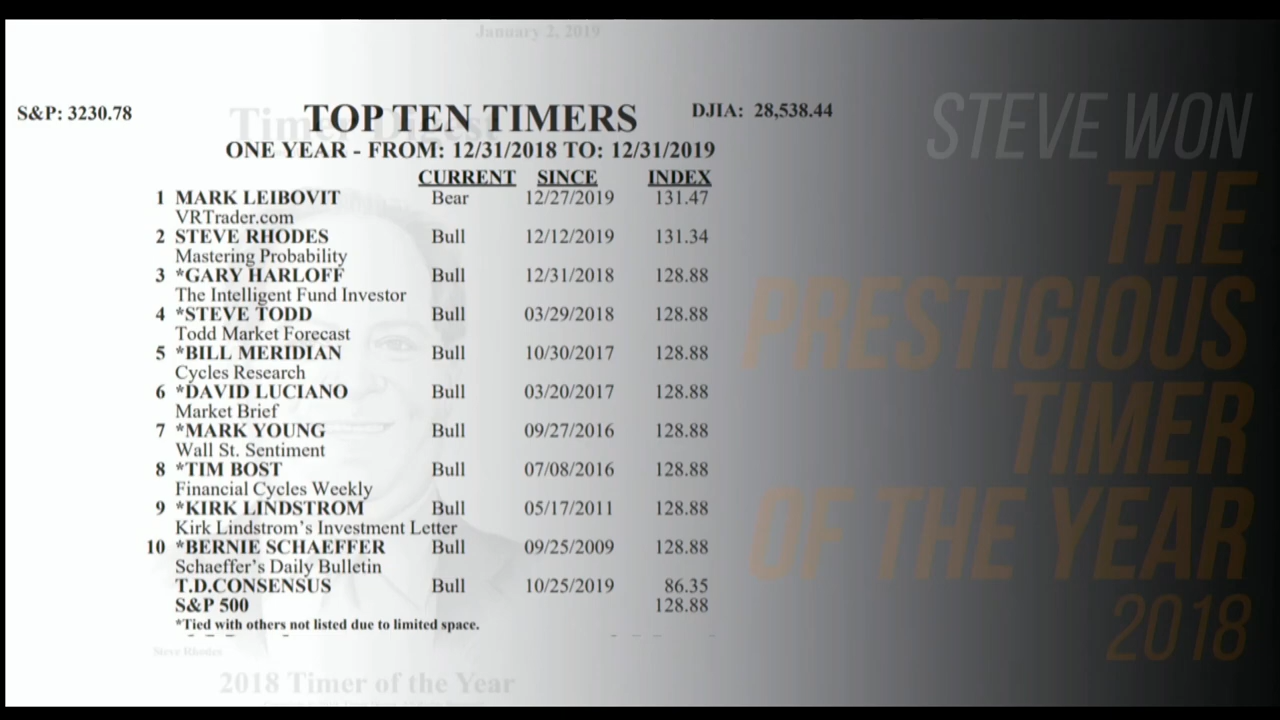 January 2, 2019
S&P: 3230.78
Timer Digest
TOP TEN TIMERS
DJIA: 28,538.44
ONE YEAR - FROM: 12/31/2018 TO: 12/31/2019
CURRENT SINCE INDEX
1 MARK LEIBOVIT Bear 12/27/2019 131.47
VRTrader.com
2 STEVE RHODES Bull 12/12/2019 131.34
Mastering Probability
3 *GARY HARLOFF Bull 12/31/2018 128.88
The Intelligent Fund Investor
4 *STEVE TODD Bull 03/29/2018 128.88
Todd Market Forecast
5 *BILL MERIDIAN Bull 10/30/2017 128.88
Cycles Research
6 *DAVID LUCIANO Bull 03/20/2017 128.88
Market Brief
7 *MARK YOUNG Bull 09/27/2016 128.88
Wall St. Sentiment
8 *TIM BOST Bull 07/08/2016 128.88
Financial Cycles Weekly
9 *KIRK LINDSTROM Bull 05/17/2011 128.88
Kirk Lindstrom's Investment Letter
10 *BERNIE SCHAEFFER Bull 09/25/2009 128.88
Schaeffer's Daily Bulletin
T.D.CONSENSUS Bull 10/25/2019 86.35
S&P 500 128.88
*Tied with others not listed due to limited space.
Steve Rhodes
2018 Timer of the Year
STEVE WON
THE
PRESTIGIOUS
TIMER
OF THE YEAR
2018